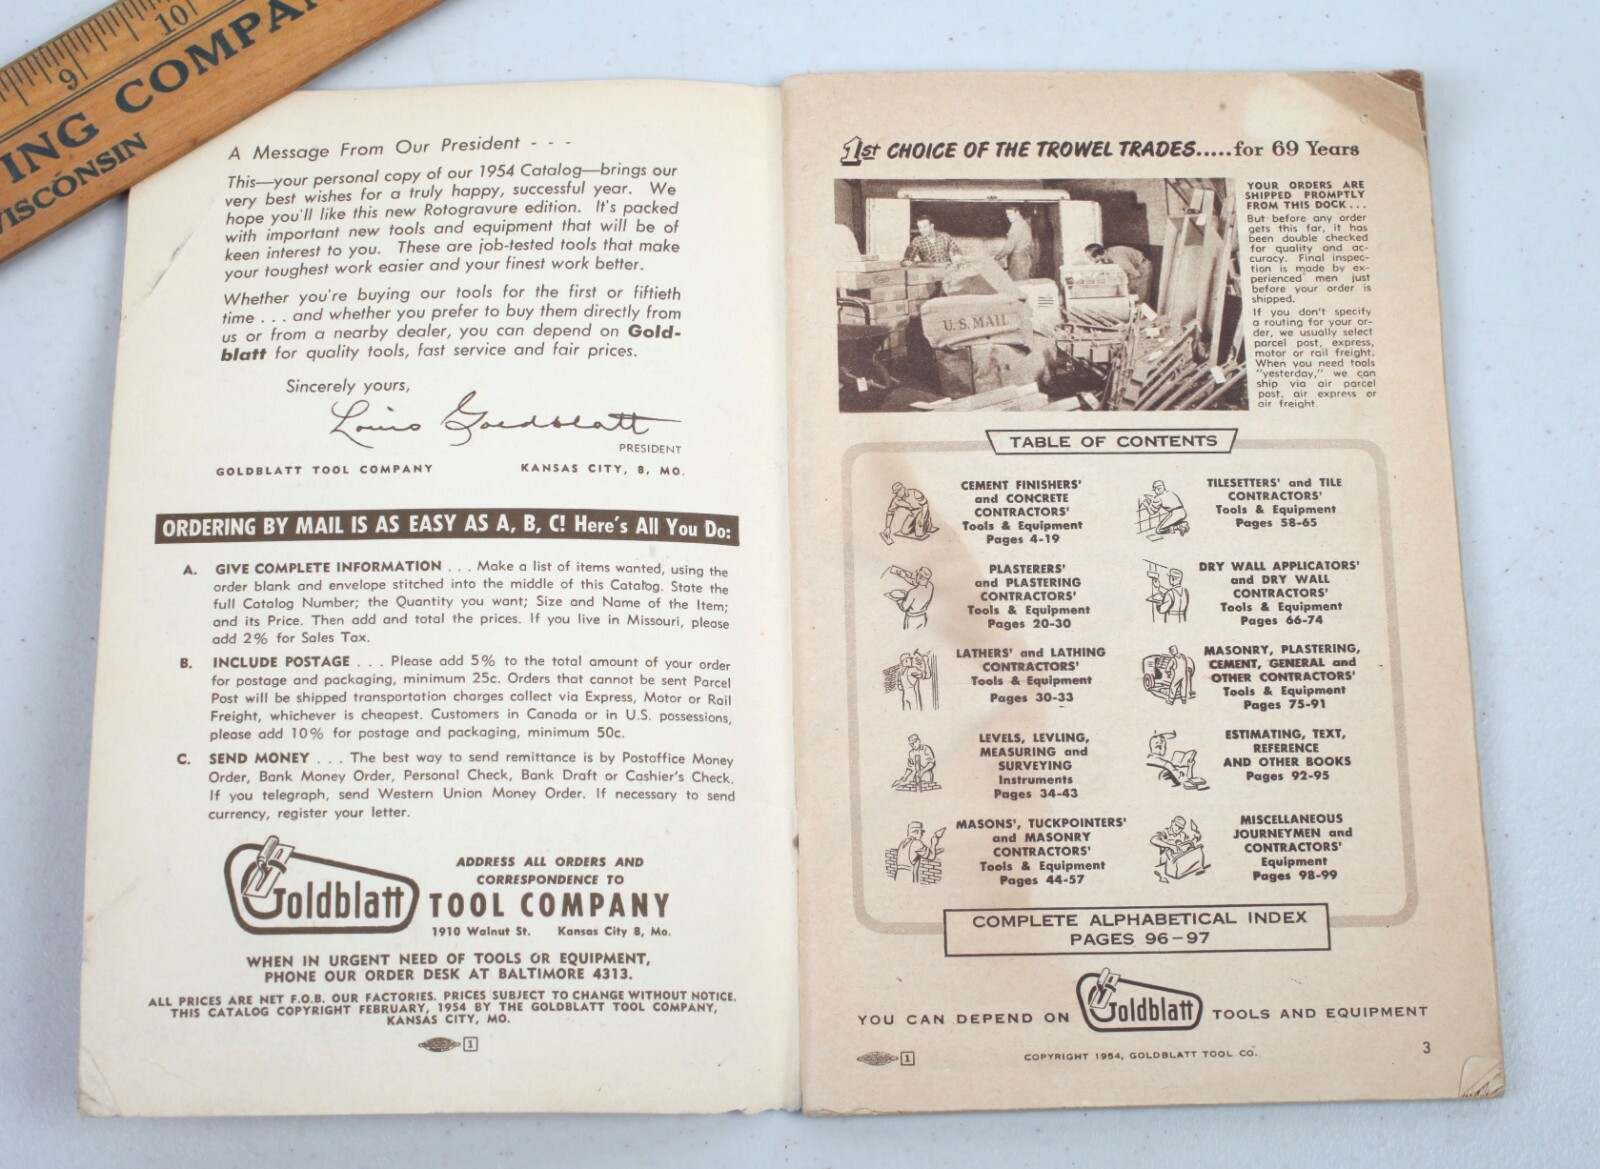 9 10
ING COMPA
WISCONSIN
A Message From Our President - - -
This—your personal copy of our 1954 Catalog—brings our
very best wishes for a truly happy, successful year. We
hope you'll like this new Rotogravure edition. It's packed
with important new tools and equipment that will be of
keen interest to you. These are job-tested tools that make
your toughest work easier and your finest work better.
Whether you're buying our tools for the first or fiftieth
time . . . and whether you prefer to buy them directly from
us or from a nearby dealer, you can depend on Gold-
blatt for quality tools, fast service and fair prices.
Sincerely yours,
Louis Goldblatt
PRESIDENT
GOLDBLATT TOOL COMPANY KANSAS CITY, 8, MO.
ORDERING BY MAIL IS AS EASY AS A, B, C! Here's All You Do:
A. GIVE COMPLETE INFORMATION . . . Make a list of items wanted, using the
order blank and envelope stitched into the middle of this Catalog. State the
full Catalog Number; the Quantity you want; Size and Name of the Item;
and its Price. Then add and total the prices. If you live in Missouri, please
add 2% for Sales Tax.
B. INCLUDE POSTAGE . . . Please add 5% to the total amount of your order
for postage and packaging, minimum 25c. Orders that cannot be sent Parcel
Post will be shipped transportation charges collect via Express, Motor or Rail
Freight, whichever is cheapest. Customers in Canada or in U.S. possessions,
please add 10% for postage and packaging, minimum 50c.
C. SEND MONEY . . . The best way to send remittance is by Postoffice Money
Order, Bank Money Order, Personal Check, Bank Draft or Cashier's Check.
If you telegraph, send Western Union Money Order. If necessary to send
currency, register your letter.
ADDRESS ALL ORDERS AND
CORRESPONDENCE TO
Goldblatt TOOL COMPANY
1910 Walnut St. Kansas City 8, Mo.
WHEN IN URGENT NEED OF TOOLS OR EQUIPMENT,
PHONE OUR ORDER DESK AT BALTIMORE 4313.
ALL PRICES ARE NET F.O.B. OUR FACTORIES. PRICES SUBJECT TO CHANGE WITHOUT NOTICE.
THIS CATALOG COPYRIGHT FEBRUARY, 1954 BY THE GOLDBLATT TOOL COMPANY,
KANSAS CITY, MO.
1
1st CHOICE OF THE TROWEL TRADES.....for 69 Years
U.S. MAIL
YOUR ORDERS ARE
SHIPPED PROMPTLY
FROM THIS DOCK...
But before any order
gets this far, it has
been double checked
for quality and ac-
curacy. Final inspec-
tion is made by ex-
perienced men just
before your order is
shipped.
If you don't specify
a routing for your or-
der, we usually select
parcel post, express,
motor or rail freight.
When you need tools
"yesterday," we can
ship via air parcel
post, air express or
air freight.
TABLE OF CONTENTS
CEMENT FINISHERS'
and CONCRETE
CONTRACTORS'
Tools & Equipment
Pages 4-19
PLASTERERS'
and PLASTERING
CONTRACTORS'
Tools & Equipment
Pages 20-30
LATHERS' and LATHING
CONTRACTORS'
Tools & Equipment
Pages 30-33
LEVELS, LEVLING,
MEASURING and
SURVEYING
Instruments
Pages 34-43
MASONS', TUCKPOINTERS'
and MASONRY
CONTRACTORS'
Tools & Equipment
Pages 44-57
TILESETTERS' and TILE
CONTRACTORS'
Tools & Equipment
Pages 58-65
DRY WALL APPLICATORS'
and DRY WALL
CONTRACTORS'
Tools & Equipment
Pages 66-74
MASONRY, PLASTERING,
CEMENT, GENERAL and
OTHER CONTRACTORS'
Tools & Equipment
Pages 75-91
ESTIMATING, TEXT,
REFERENCE
AND OTHER BOOKS
Pages 92-95
MISCELLANEOUS
JOURNEYMEN and
CONTRACTORS'
Equipment
Pages 98-99
COMPLETE ALPHABETICAL INDEX
PAGES 96-97
YOU CAN DEPEND ON Goldblatt TOOLS AND EQUIPMENT
1
COPYRIGHT 1954, GOLDBLATT TOOL CO.
3